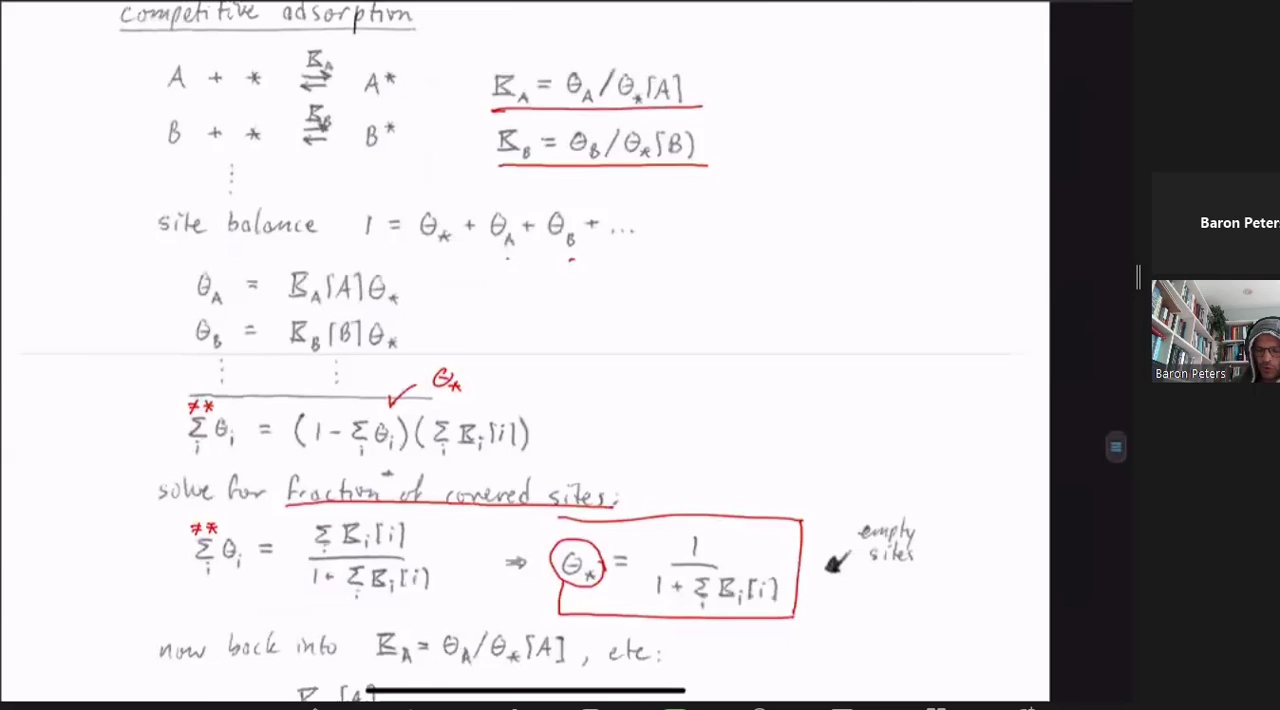 competitive adsorption
A + * ⇌ A*
K_A
K_A = θ_A/θ_*[A]
B + * ⇌ B*
K_B
K_B = θ_B/θ_*[B)
site balance 1 = θ_* + θ_A + θ_B + ...
θ_A = K_A[A]θ_*
θ_B = K_B[B]θ_*
θ_*
≠*
Σ_i θ_i = (1 - Σ_i θ_i)(Σ_i K_i[i])
solve for fraction of covered sites:
≠*
Σ_i θ_i = Σ_i K_i[i] / 1 + Σ_i K_i[i] ⇒ θ_* = 1 / 1 + Σ_i K_i[i]
empty
sites
now back into K_A = θ_A/θ_*[A], etc:
Baron Peters
Baron Peters